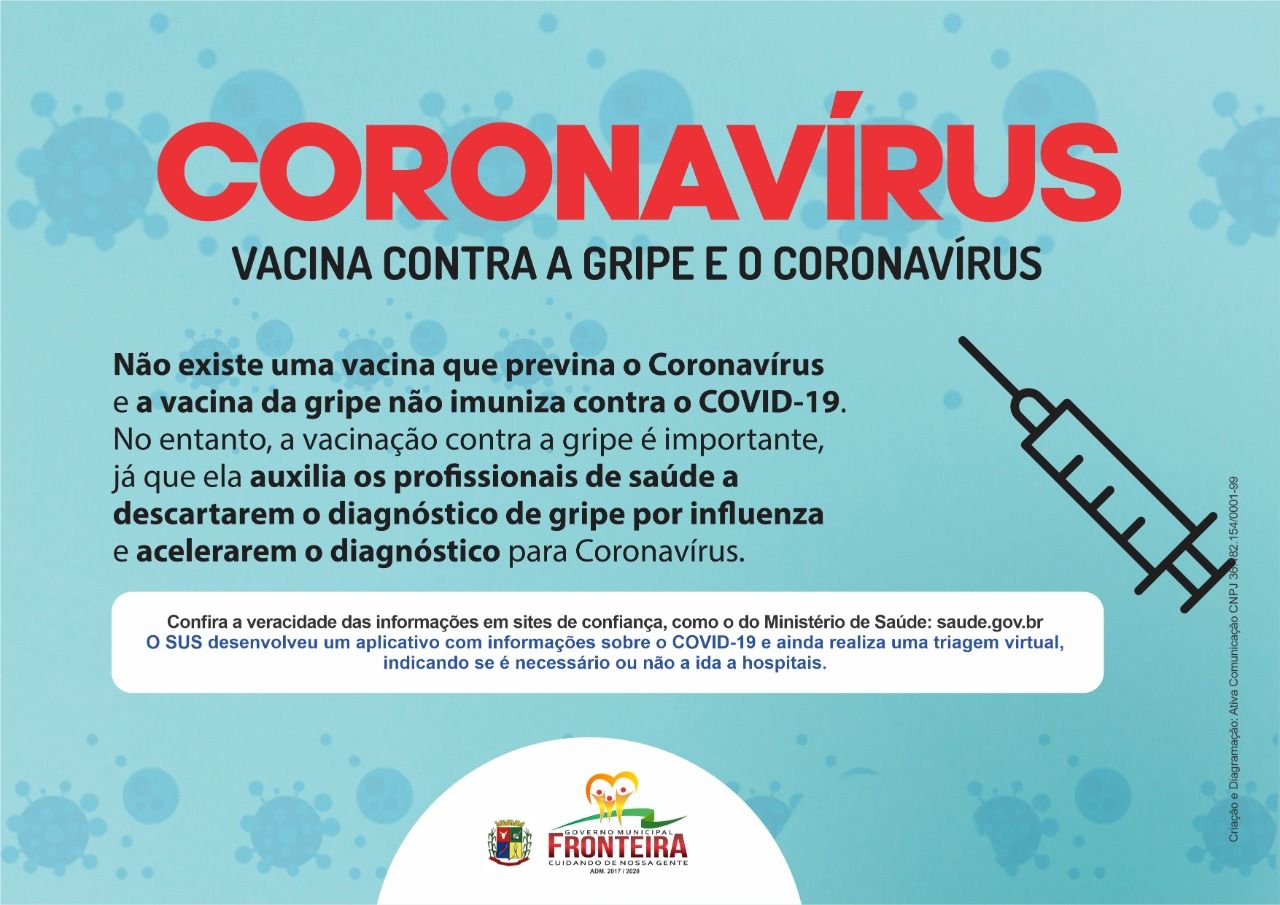 CORONAVÍRUS
VACINA CONTRA A GRIPE E O CORONAVÍRUS
Não existe uma vacina que previna o Coronavírus
e a vacina da gripe não imuniza contra o COVID-19.
No entanto, a vacinação contra a gripe é importante,
já que ela auxilia os profissionais de saúde a
descartarem o diagnóstico de gripe por influenza
e acelerarem o diagnóstico para Coronavírus.
Confira a veracidade das informações em sites de confiança, como o do Ministério de Saúde: saude.gov.br
O SUS desenvolveu um aplicativo com informações sobre o COVID-19 e ainda realiza uma triagem virtual,
indicando se é necessário ou não a ida a hospitais.
GOVERNO MUNICIPAL
FRONTEIRA
CUIDANDO DE NOSSA GENTE
ADM. 2017 / 2020
Criação e Diagramação: Ativa Comunicação CNPJ